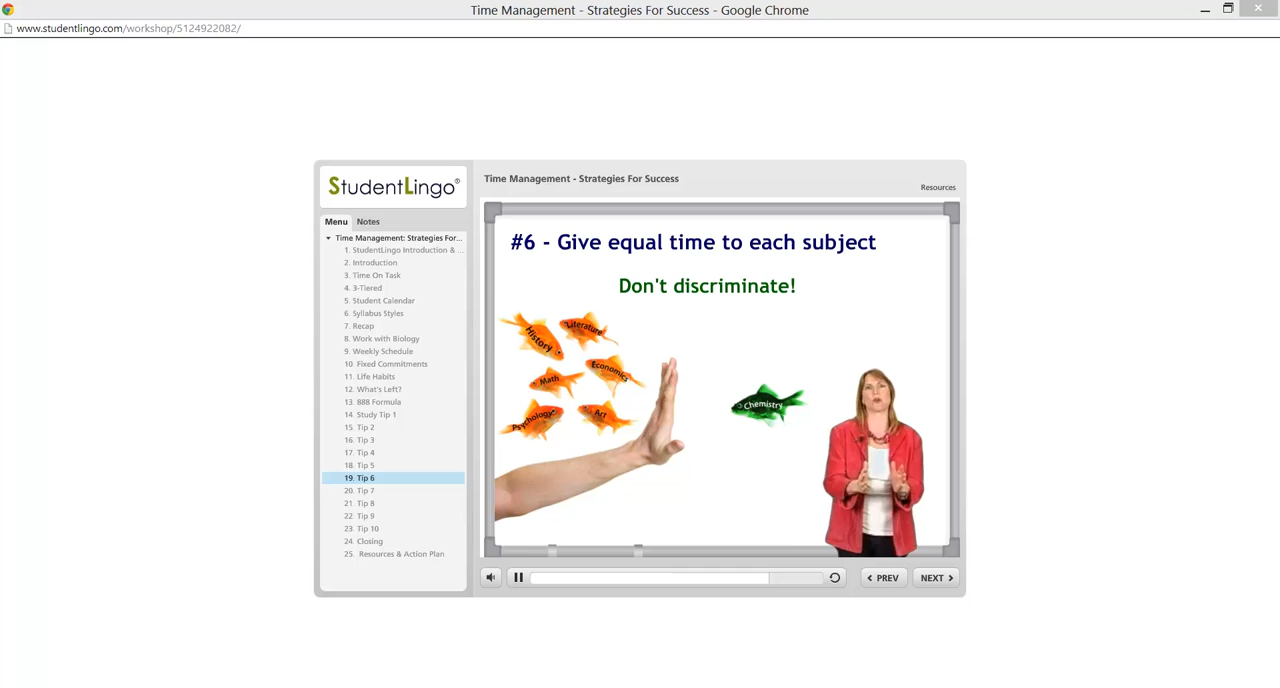 Time Management - Strategies For Success - Google Chrome
www.studentlingo.com/workshop/5124922082/
StudentLingo®
Time Management - Strategies For Success
Resources
Menu
Notes
Time Management: Strategies For...
1. StudentLingo Introduction & ...
2. Introduction
3. Time On Task
4. 3-Tiered
5. Student Calendar
6. Syllabus Styles
7. Recap
8. Work with Biology
9. Weekly Schedule
10. Fixed Commitments
11. Life Habits
12. What's Left?
13. 888 Formula
14. Study Tip 1
15. Tip 2
16. Tip 3
17. Tip 4
18. Tip 5
19. Tip 6
20. Tip 7
21. Tip 8
22. Tip 9
23. Tip 10
24. Closing
25. Resources & Action Plan
#6 - Give equal time to each subject
Don't discriminate!
History
Literature
Math
Economics
Psychology
Art
Chemistry
PREV
NEXT